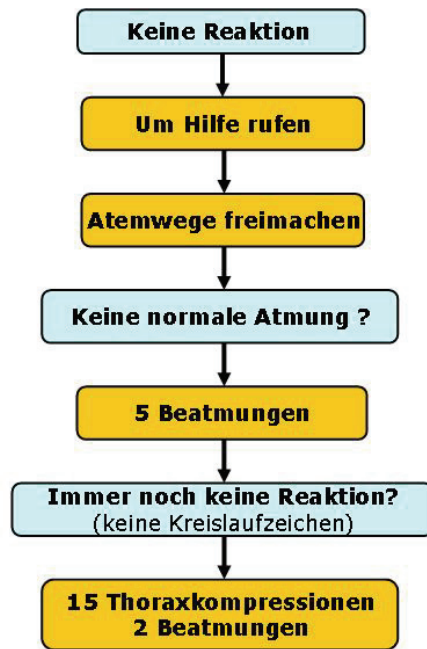 Keine Reaktion
Um Hilfe rufen
Atemwege freimachen
Keine normale Atmung ?
5 Beatmungen
Immer noch keine Reaktion?
(keine Kreislaufzeichen)
15 Thoraxkompressionen
2 Beatmungen